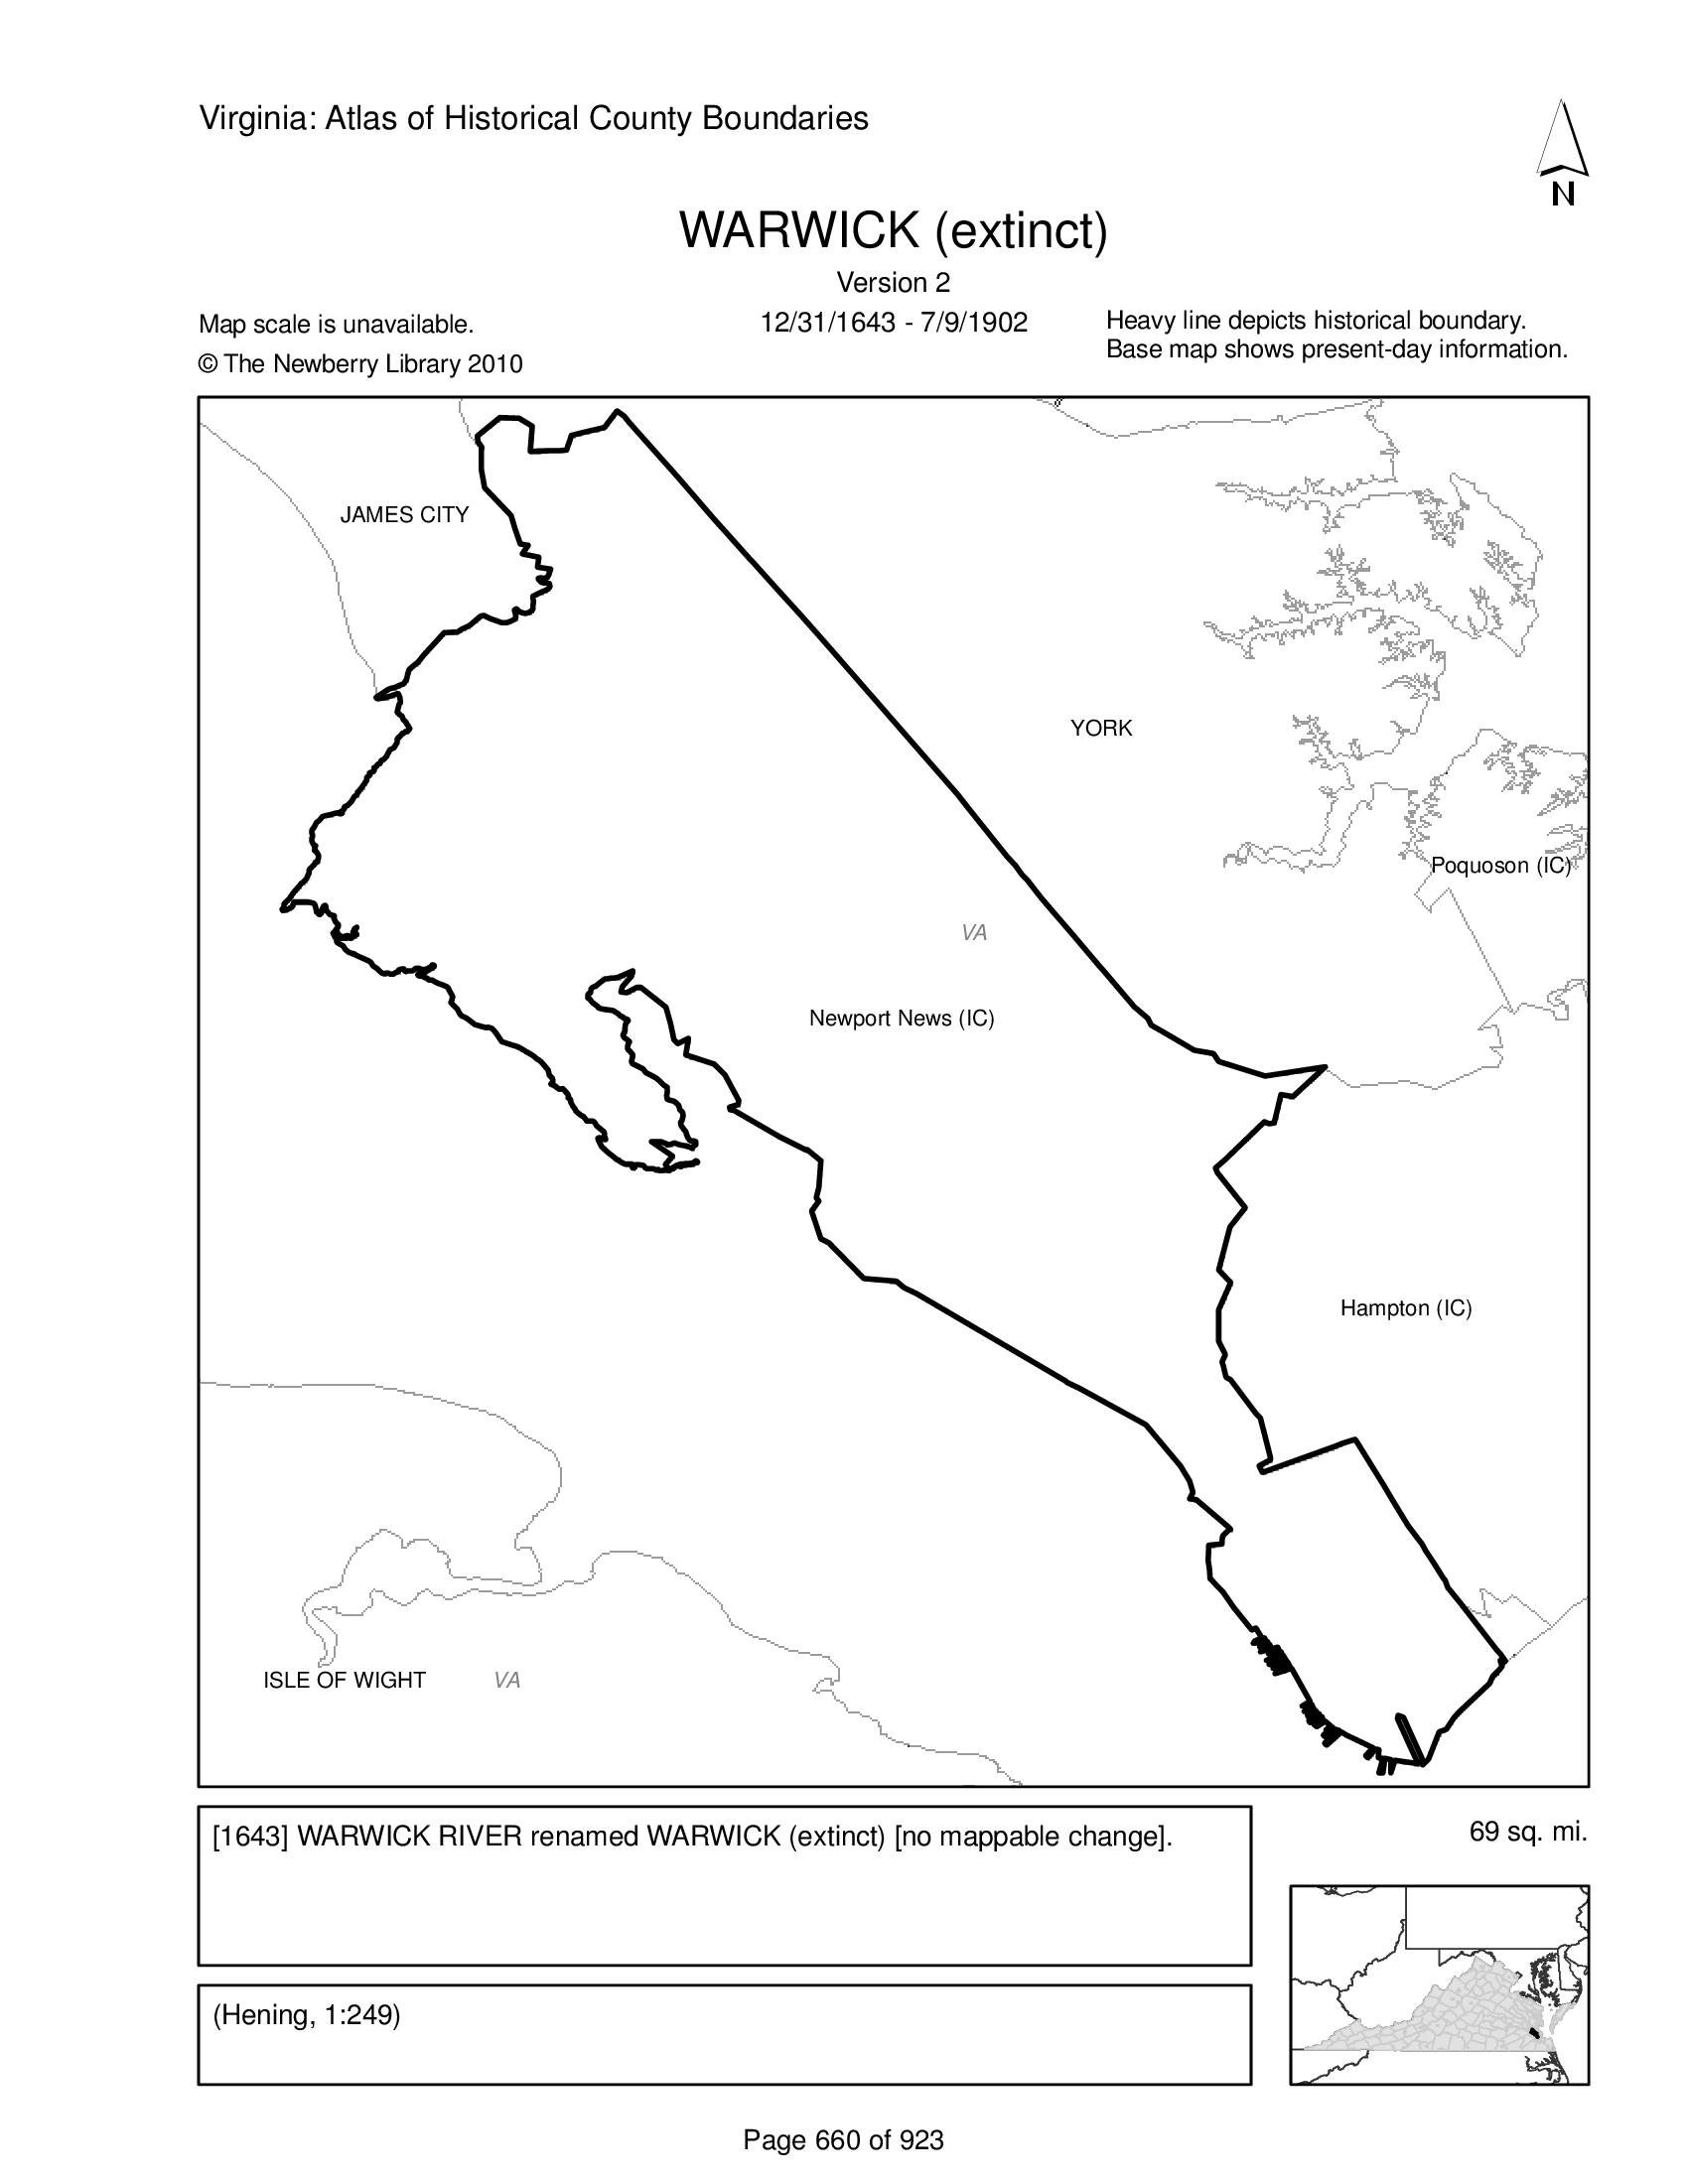 Virginia: Atlas of Historical County Boundaries
N
WARWICK (extinct)
Version 2
12/31/1643 - 7/9/1902
Map scale is unavailable.
© The Newberry Library 2010
Heavy line depicts historical boundary.
Base map shows present-day information.
JAMES CITY
YORK
Poquoson (IC)
VA
Newport News (IC)
Hampton (IC)
ISLE OF WIGHT
VA
[1643] WARWICK RIVER renamed WARWICK (extinct) [no mappable change].
69 sq. mi.
(Hening, 1:249)
Page 660 of 923